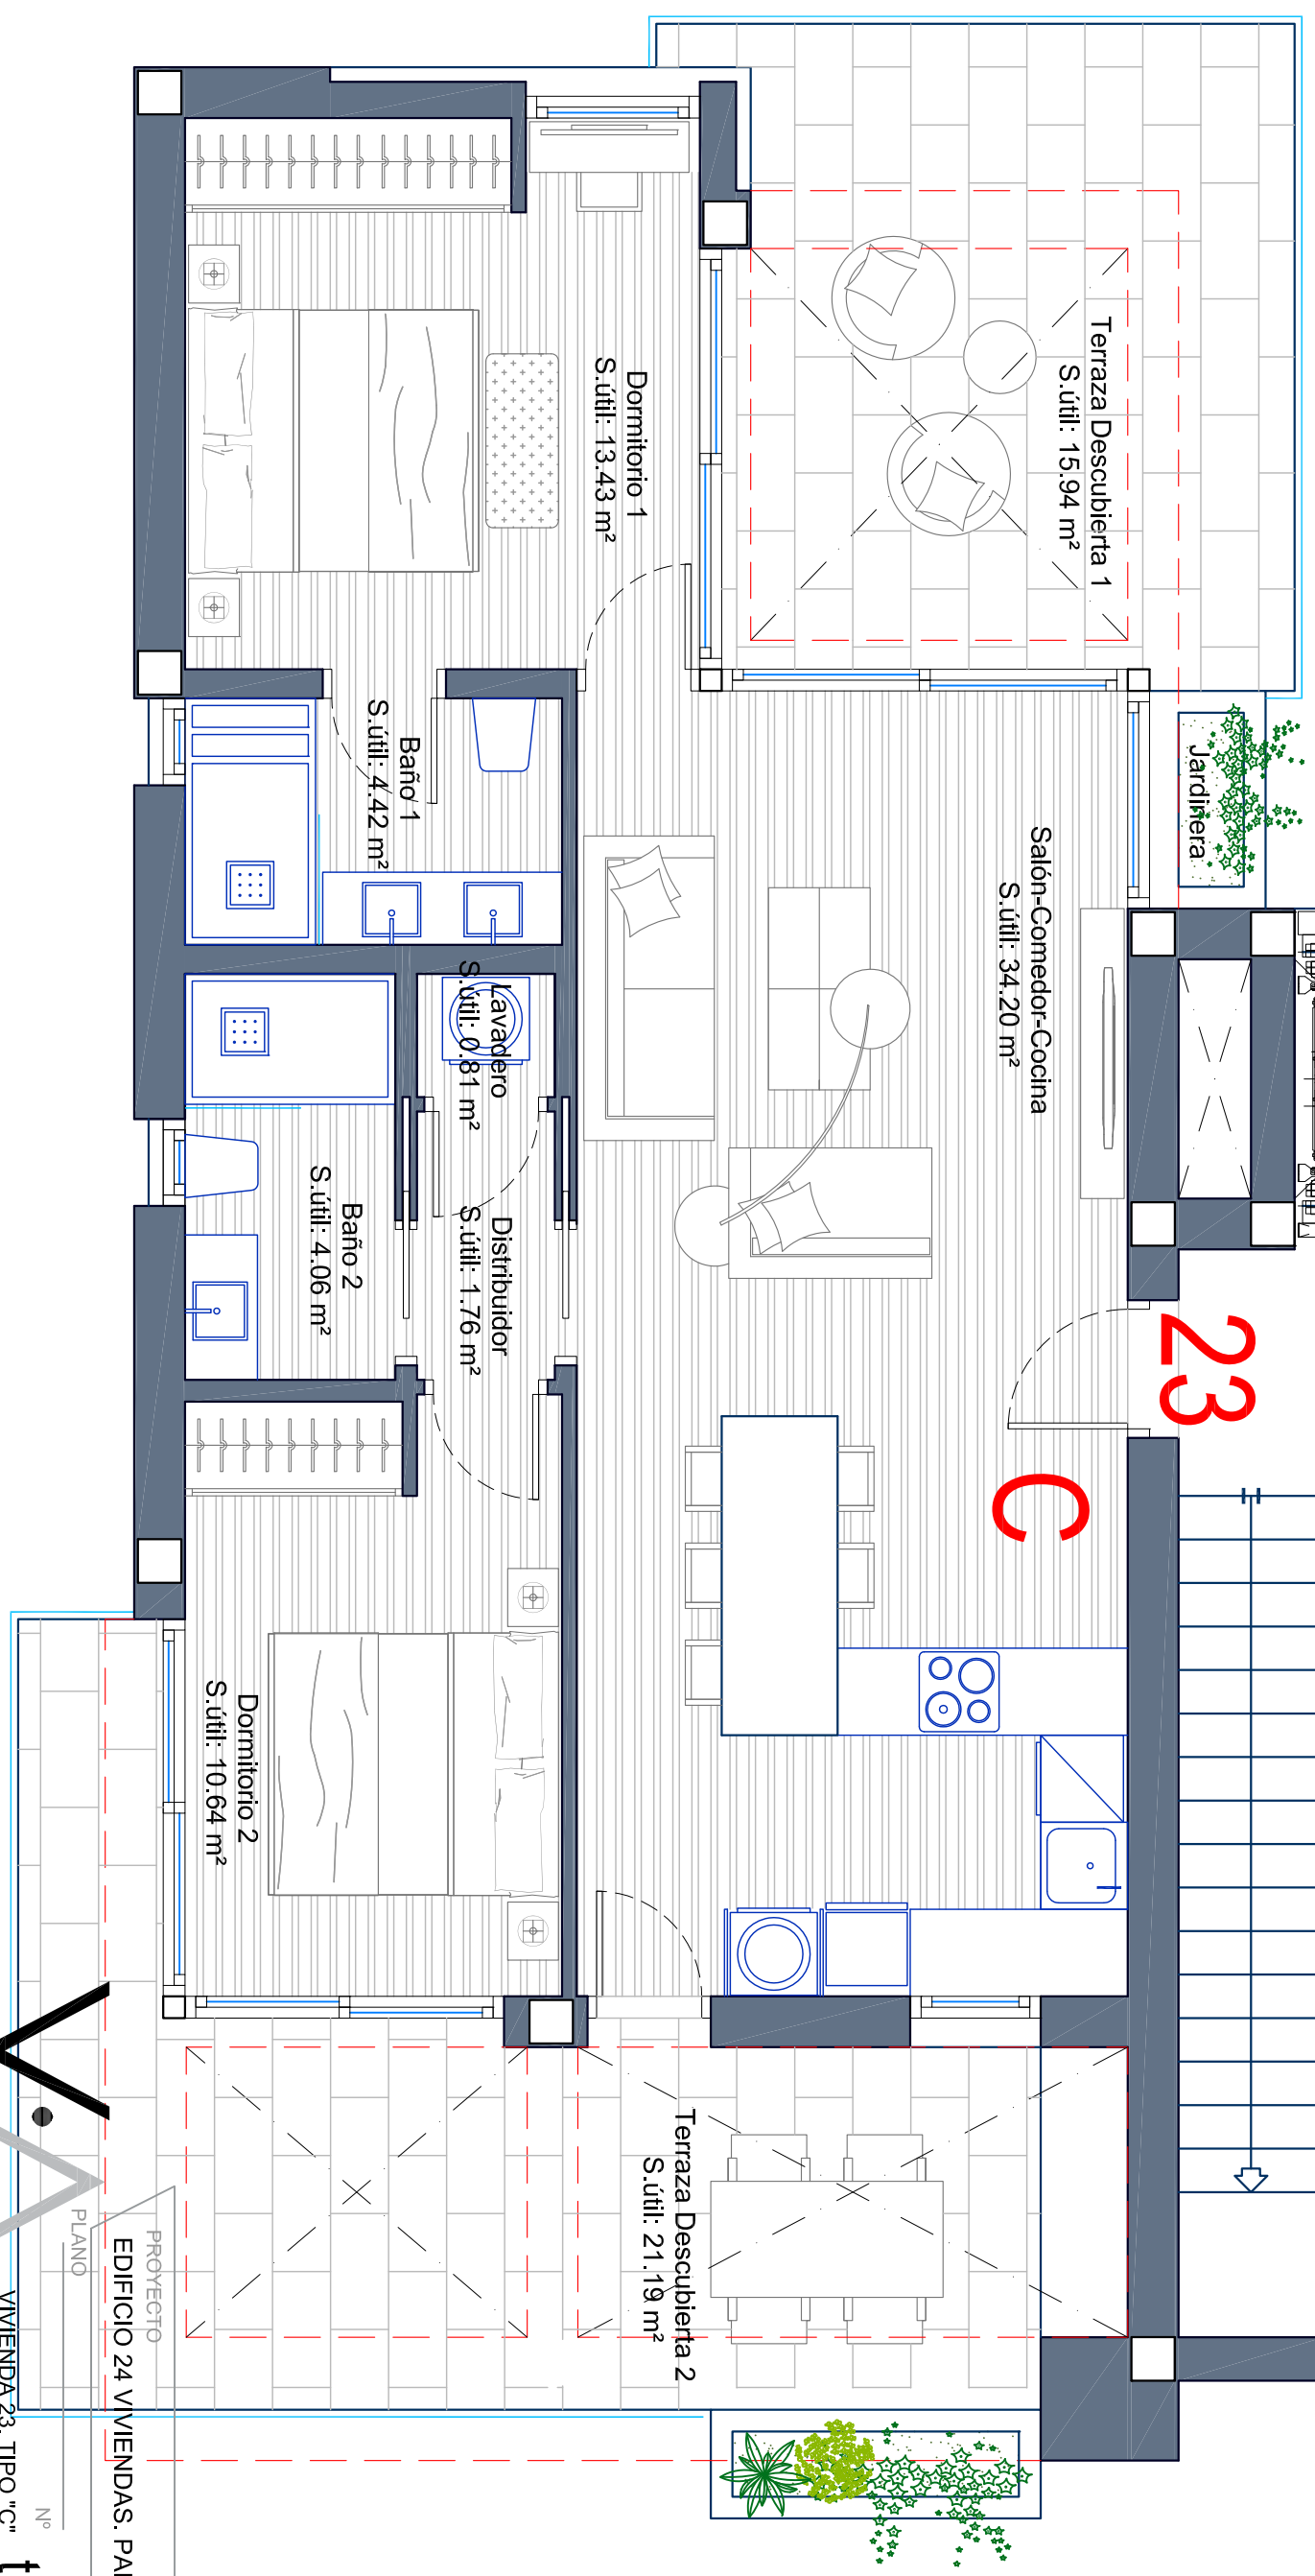 Terraza Descubierta 1
S.útil: 15.94 m²
Dormitorio 1
S.útil: 13.43 m²
Jardinera
Baño 1
S.útil: 4.42 m²
Salón-Comedor-Cocina
S.útil: 34.20 m²
Lavadero
S.útil: 0.81 m²
Distribuidor
S.útil: 1.76 m²
Baño 2
S.útil: 4.06 m²
23
C
Dormitorio 2
S.útil: 10.64 m²
Terraza Descubierta 2
S.útil: 21.19 m²
PROYECTO
EDIFICIO 24 VIVIENDAS.
PLANO
VIVIENDA 23. TIPO "C"
Nº